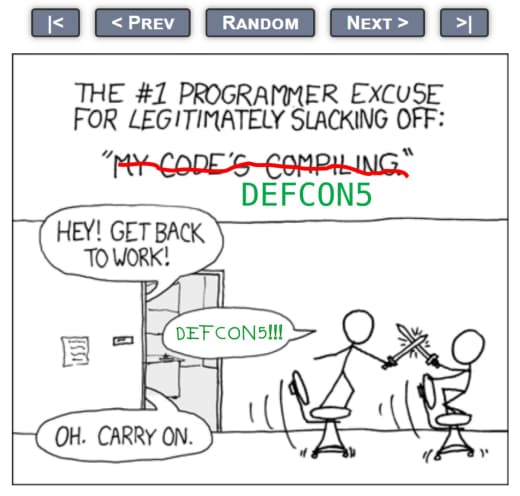 |< < PREV RANDOM NEXT > >|
THE #1 PROGRAMMER EXCUSE
FOR LEGITIMATELY SLACKING OFF:
"MY CODE'S COMPILING."
DEFCON5
HEY! GET BACK
TO WORK!
DEFCON5!!!
OH. CARRY ON.